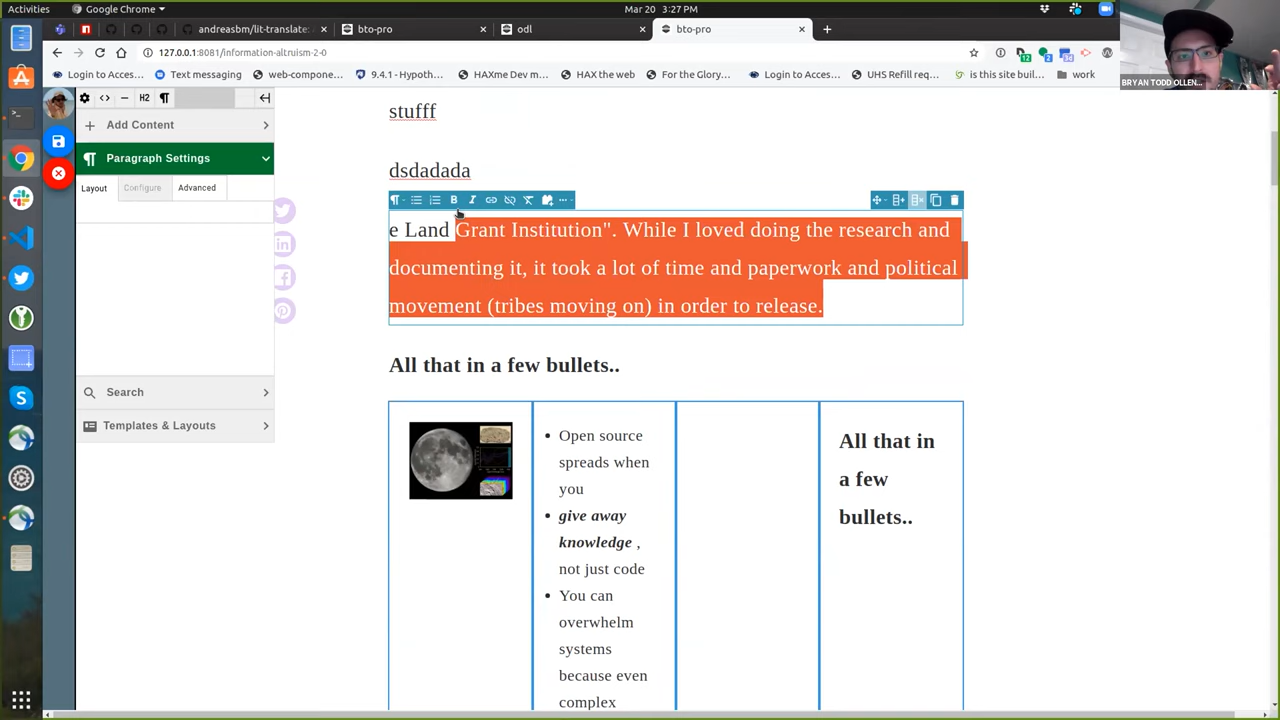 Activities
Google Chrome
Mar 20 3:27 PM
andreasbm/lit-translate:
bto-pro
odl
bto-pro
127.0.0.1:8081/information-altruism-2-0
12
2
Login to Acces...
Text messaging
web-compone...
9.4.1 - Hypoth...
HAXme Dev m...
HAX the web
For the Glory...
Login to Acces...
UHS Refill req...
is this site buil...
work
BRYAN TODD OLLEN...
H2
Add Content
Paragraph Settings
Layout
Configure
Advanced
Search
Templates & Layouts
stufff
dsdadada
B
I
e Land Grant Institution". While I loved doing the research and
documenting it, it took a lot of time and paperwork and political
movement (tribes moving on) in order to release.
All that in a few bullets..
Open source
spreads when
you
give away
knowledge ,
not just code
You can
overwhelm
systems
because even
complex
All that in
a few
bullets..